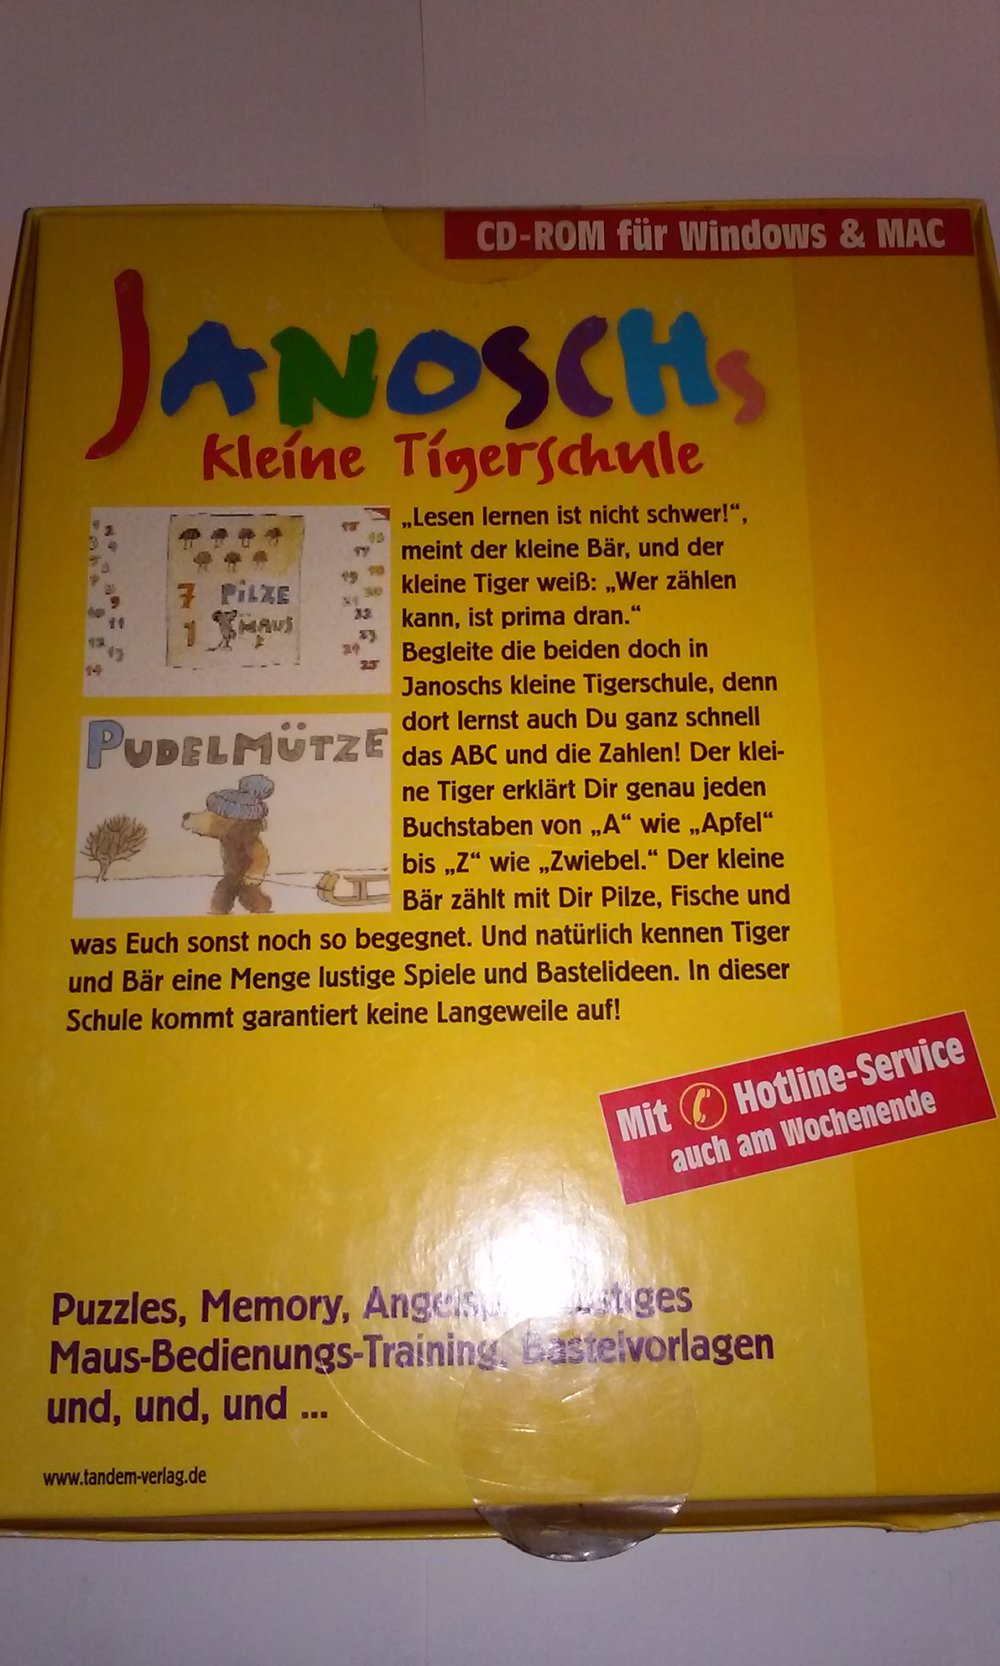 CD-ROM für Windows & MAC
JANOSCHs
kleine Tigerschule
7 PILZE
1 MAUS
PUDELMÜTZE
„Lesen lernen ist nicht schwer!“,
meint der kleine Bär, und der
kleine Tiger weiß: „Wer zählen
kann, ist prima dran.“
Begleite die beiden doch in
Janoschs kleine Tigerschule, denn
dort lernst auch Du ganz schnell
das ABC und die Zahlen! Der klei-
ne Tiger erklärt Dir genau jeden
Buchstaben von „A“ wie „Apfel“
bis „Z“ wie „Zwiebel.“ Der kleine
Bär zählt mit Dir Pilze, Fische und
was Euch sonst noch so begegnet. Und natürlich kennen Tiger
und Bär eine Menge lustige Spiele und Bastelideen. In dieser
Schule kommt garantiert keine Langeweile auf!
Mit Hotline-Service
auch am Wochenende
Puzzles, Memory,
Maus-Bedienungs-Training, Bastelvorlagen
und, und, und ...
www.tandem-verlag.de